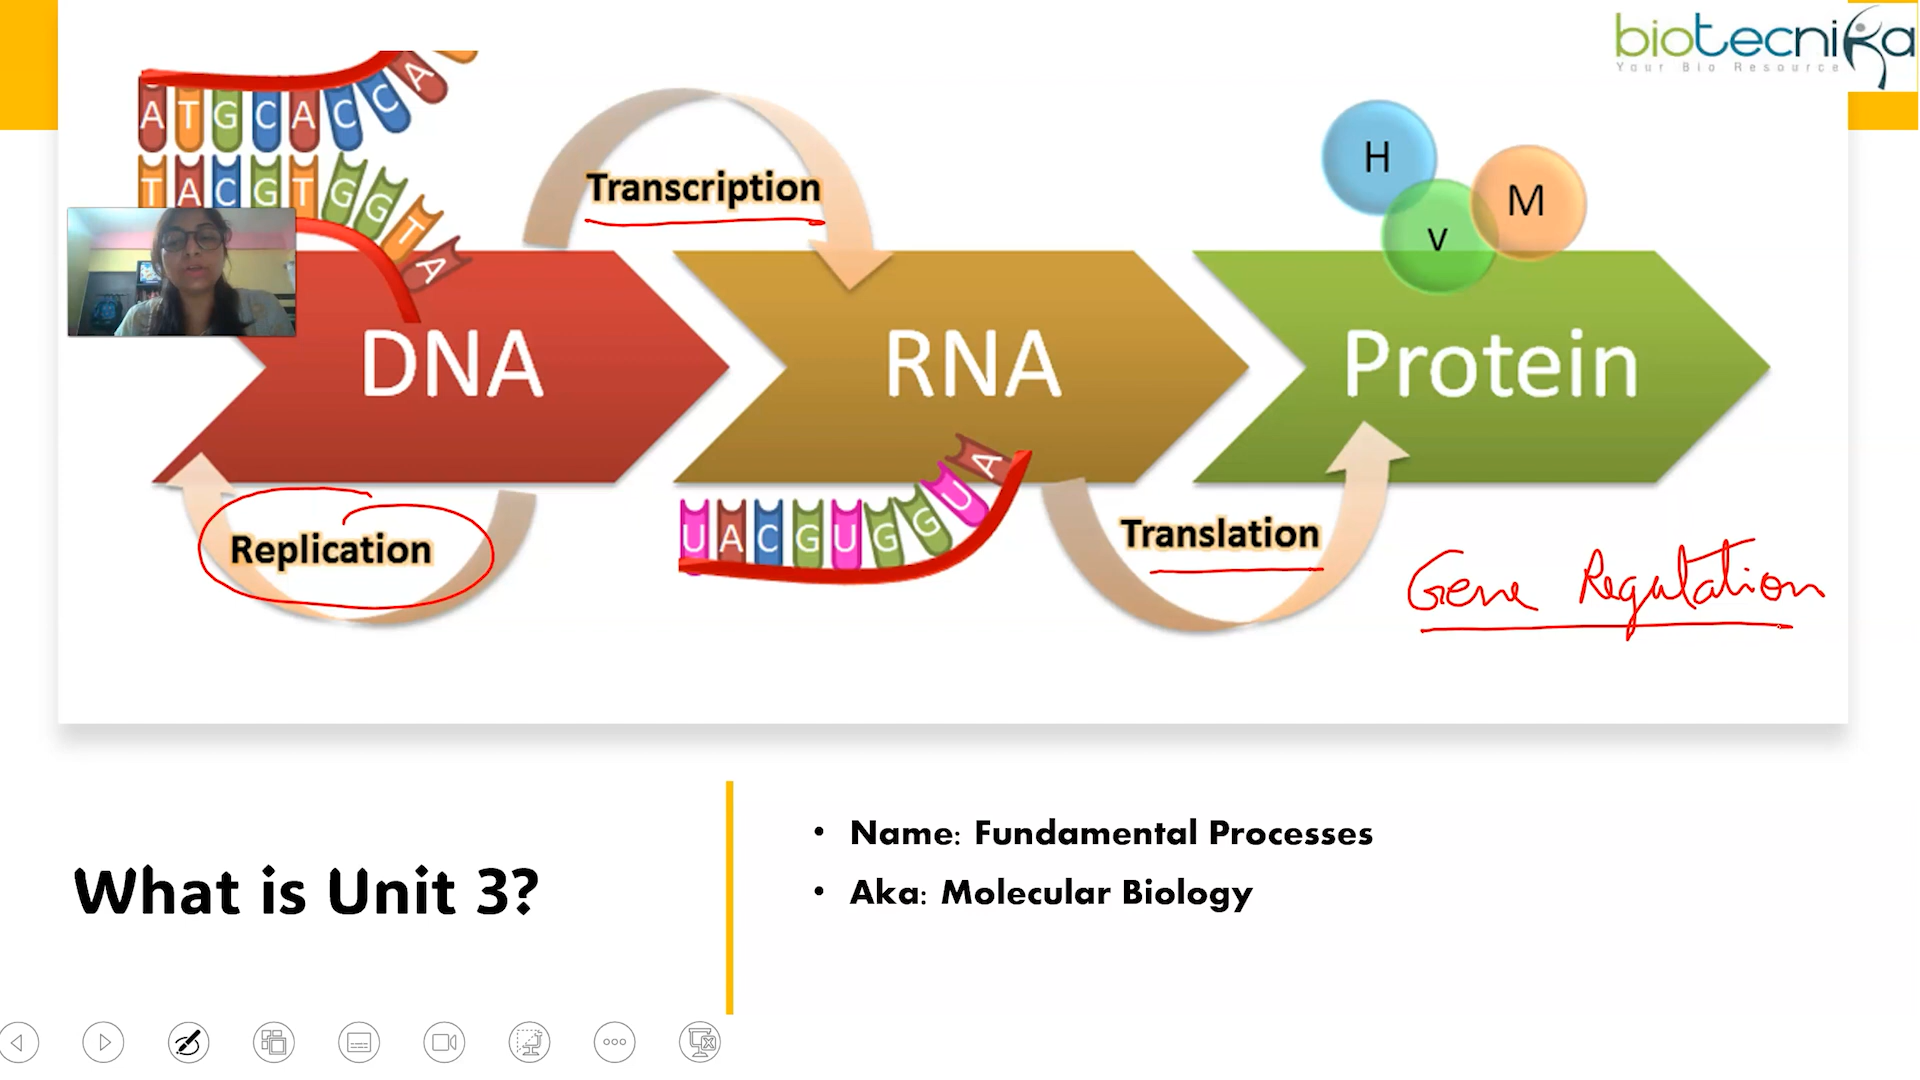 biotecnika
Your Bio Resource
ATGCACCA
TACGTGGTA
Transcription
H
V
M
DNA
RNA
Protein
Replication
UACGUGGUA
Translation
Gene Regulation
What is Unit 3?
• Name: Fundamental Processes
• Aka: Molecular Biology